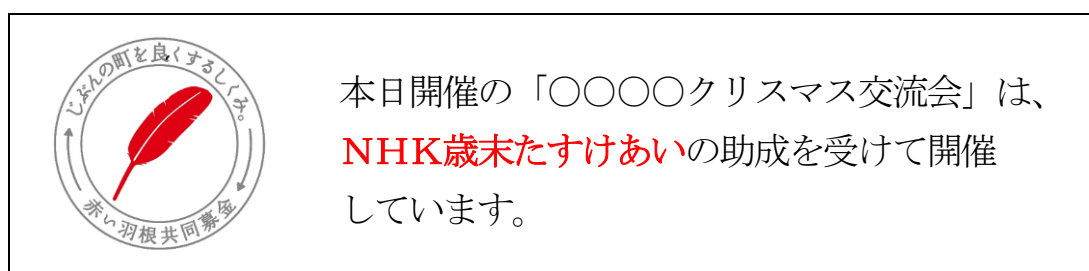 じぶんの町を良くするしくみ。
赤い羽根共同募金
本日開催の「〇〇〇〇クリスマス交流会」は、
ＮＨＫ歳末たすけあいの助成を受けて開催
しています。